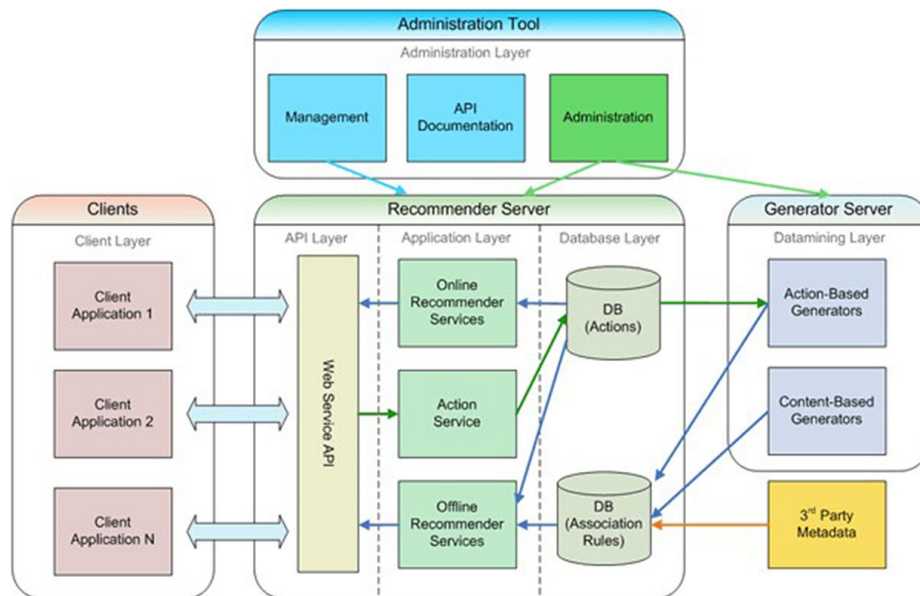 Administration Tool
Administration Layer
Management
API
Documentation
Administration
Clients
Client Layer
Client
Application 1
Client
Application 2
Client
Application N
Recommender Server
API Layer
Application Layer
Database Layer
Web Service API
Online
Recommender
Services
Action
Service
Offline
Recommender
Services
DB
(Actions)
DB
(Association
Rules)
Generator Server
Datamining Layer
Action-Based
Generators
Content-Based
Generators
3rd Party
Metadata